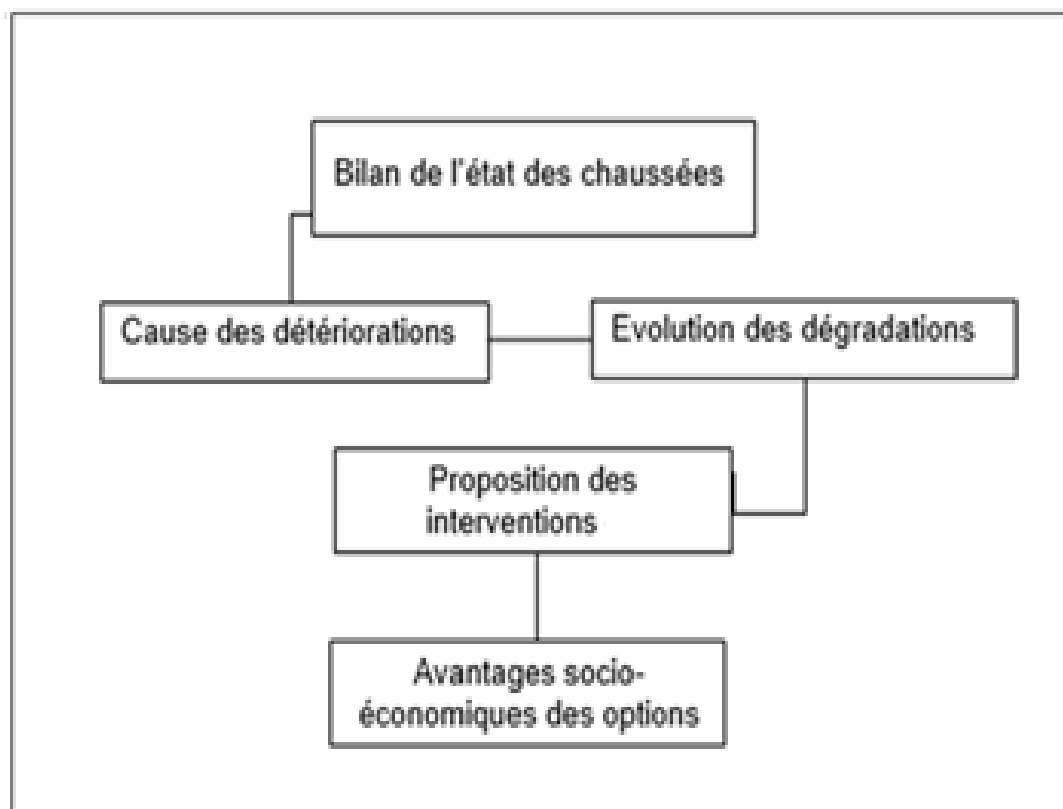 Bilan de l'état des chaussées
Cause des détériorations
Evolution des dégradations
Proposition des
interventions
Avantages socio-
économiques des options